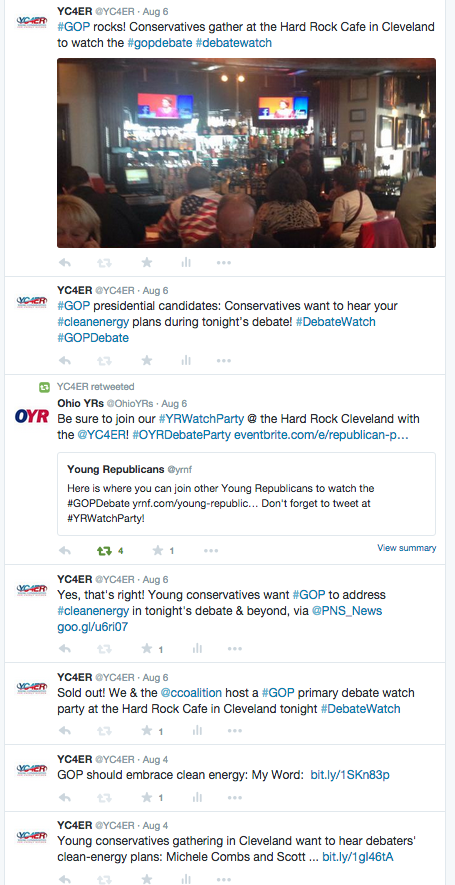 YC4ER @YC4ER · Aug 6
#GOP rocks! Conservatives gather at the Hard Rock Cafe in Cleveland
to watch the #gopdebate #debatewatch
YC4ER
YC4ER @YC4ER · Aug 6
#GOP presidential candidates: Conservatives want to hear your
#cleanenergy plans during tonight's debate! #DebateWatch
#GOPDebate
YC4ER
YC4ER retweeted
Ohio YRs @OhioYRs · Aug 6
OYR
Be sure to join our #YRWatchParty @ the Hard Rock Cleveland with
the @YC4ER! #OYRDebateParty eventbrite.com/e/republican-p...
Young Republicans @yrnf
Here is where you can join other Young Republicans to watch the
#GOPDebate yrnf.com/young-republic... Don't forget to tweet at
#YRWatchParty!
4 1 View summary
YC4ER @YC4ER · Aug 6
Yes, that's right! Young conservatives want #GOP to address
YC4ER
#cleanenergy in tonight's debate & beyond, via @PNS_News
goo.gl/u6ri07
1
YC4ER @YC4ER · Aug 6
Sold out! We & the @ccoalition host a #GOP primary debate watch
YC4ER
party at the Hard Rock Cafe in Cleveland tonight #DebateWatch
1
YC4ER @YC4ER · Aug 4
YC4ER
GOP should embrace clean energy: My Word: bit.ly/1SKn83p
1
YC4ER @YC4ER · Aug 4
YC4ER
Young conservatives gathering in Cleveland want to hear debaters'
clean-energy plans: Michele Combs and Scott ... bit.ly/1gI46tA